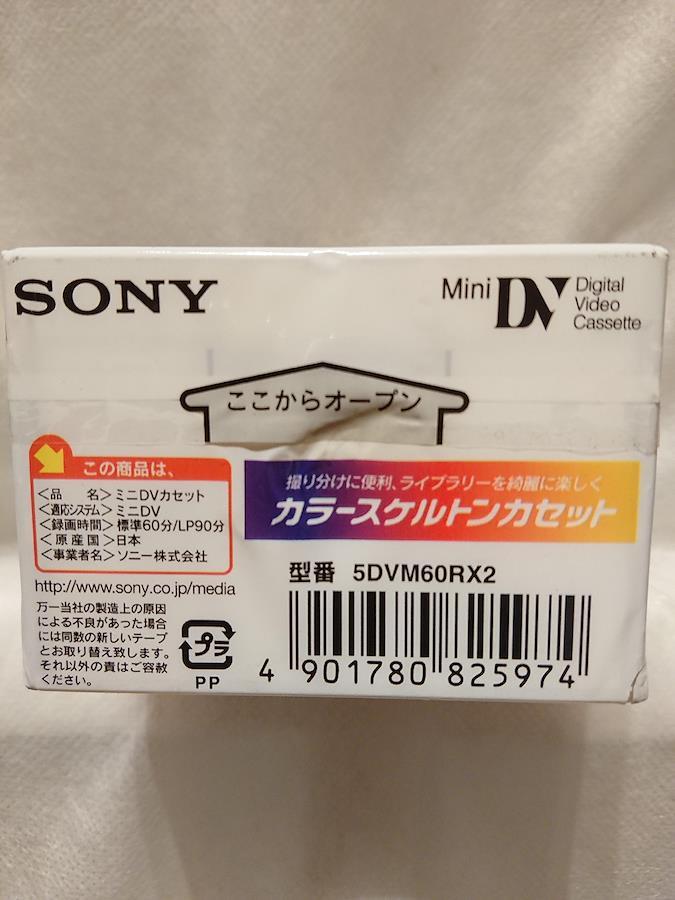 SONY
Mini DV Digital
Video
Cassette
ここからオープン
この商品は、
<品　　名>ミニDVカセット
<適応システム>ミニDV
<録画時間>標準60分/LP90分
<原 産 国>日本
<事業者名>ソニー株式会社
http://www.sony.co.jp/media
万一当社の製造上の原因
による不良があった場合
には同数の新しいテープ
とお取り替え致します。
それ以外の責はご容赦
ください。
プラ
PP
撮り分けに便利、ライブラリーを綺麗に楽しく
カラースケルトンカセット
型番 5DVM60RX2
4 901780 825974